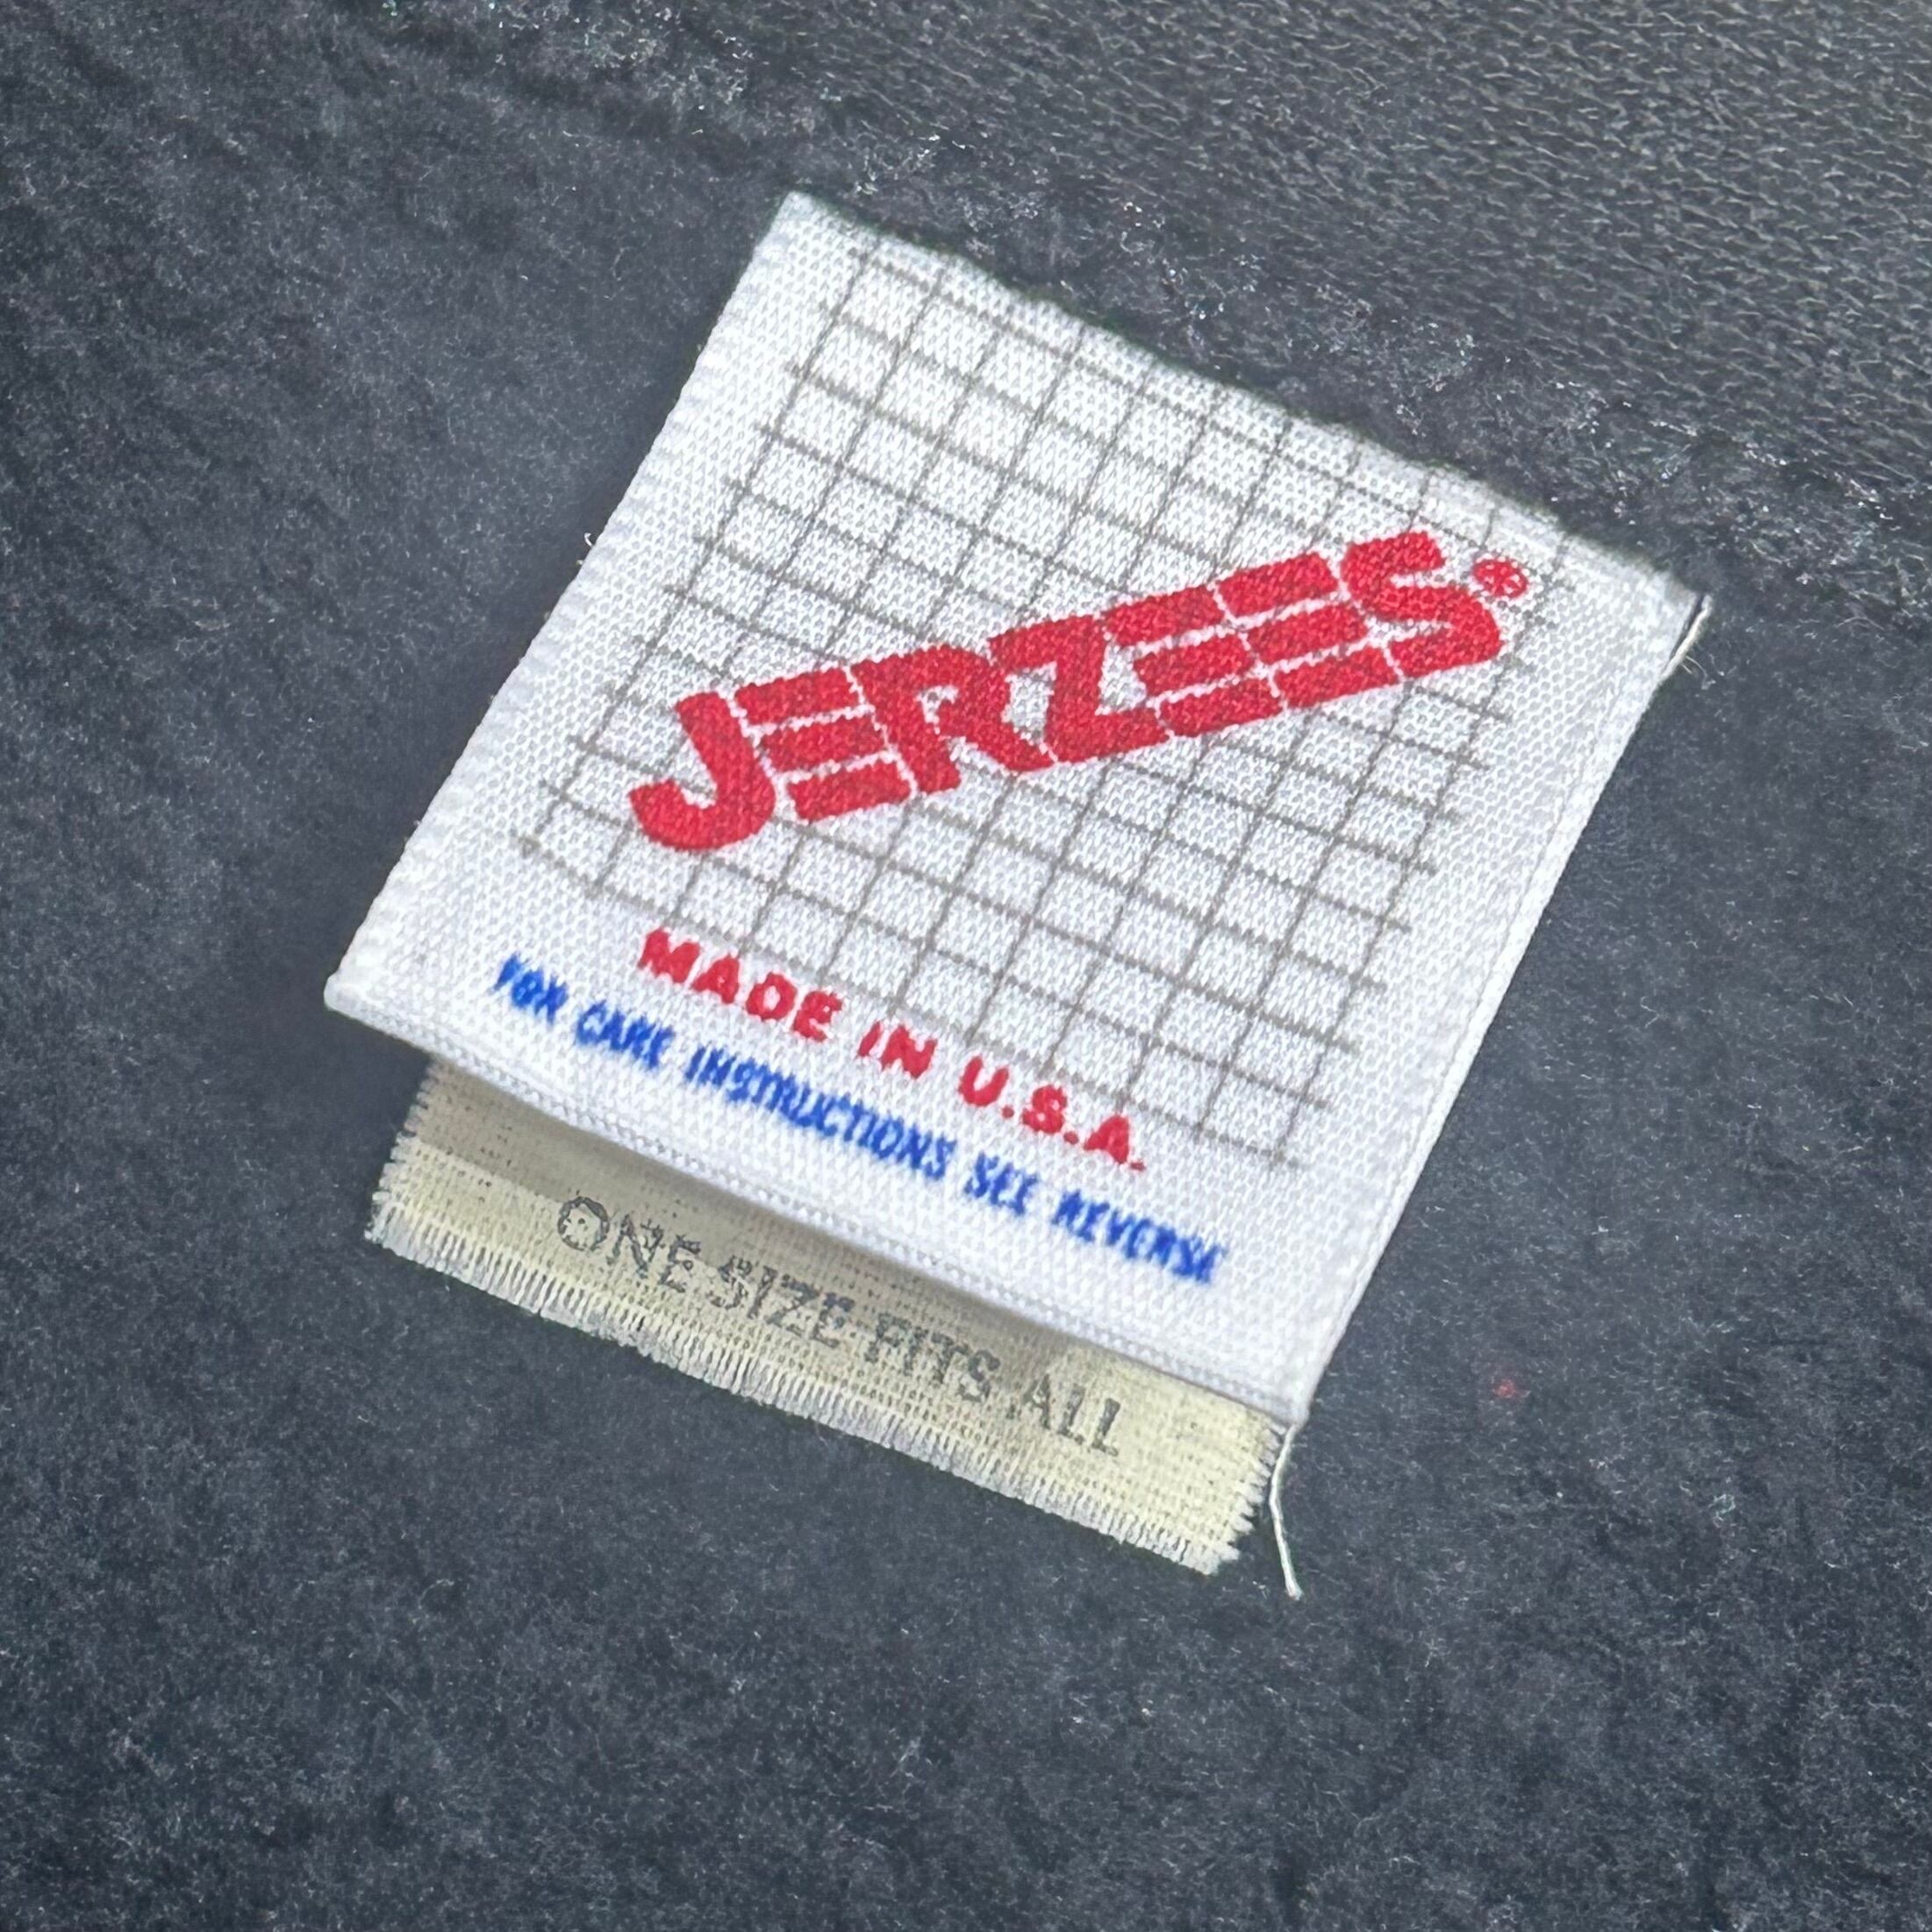 JERZEES®
MADE IN U.S.A.
FOR CARE INSTRUCTIONS SEE REVERSE
ONE SIZE FITS ALL